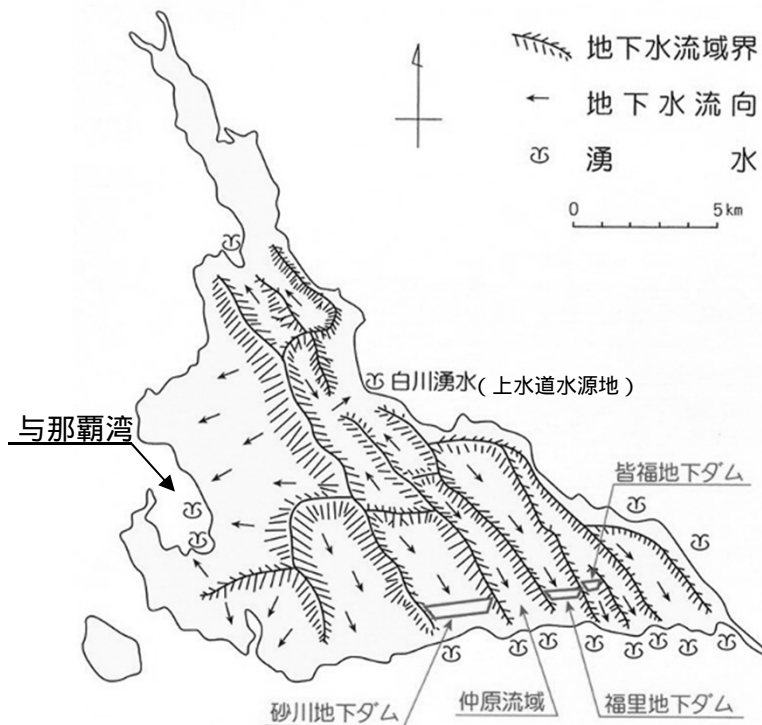 地下水流域界
地下水流向
湧水
0 5km
白川湧水(上水道水源地)
与那覇湾
皆福地下ダム
砂川地下ダム
仲原流域
福里地下ダム